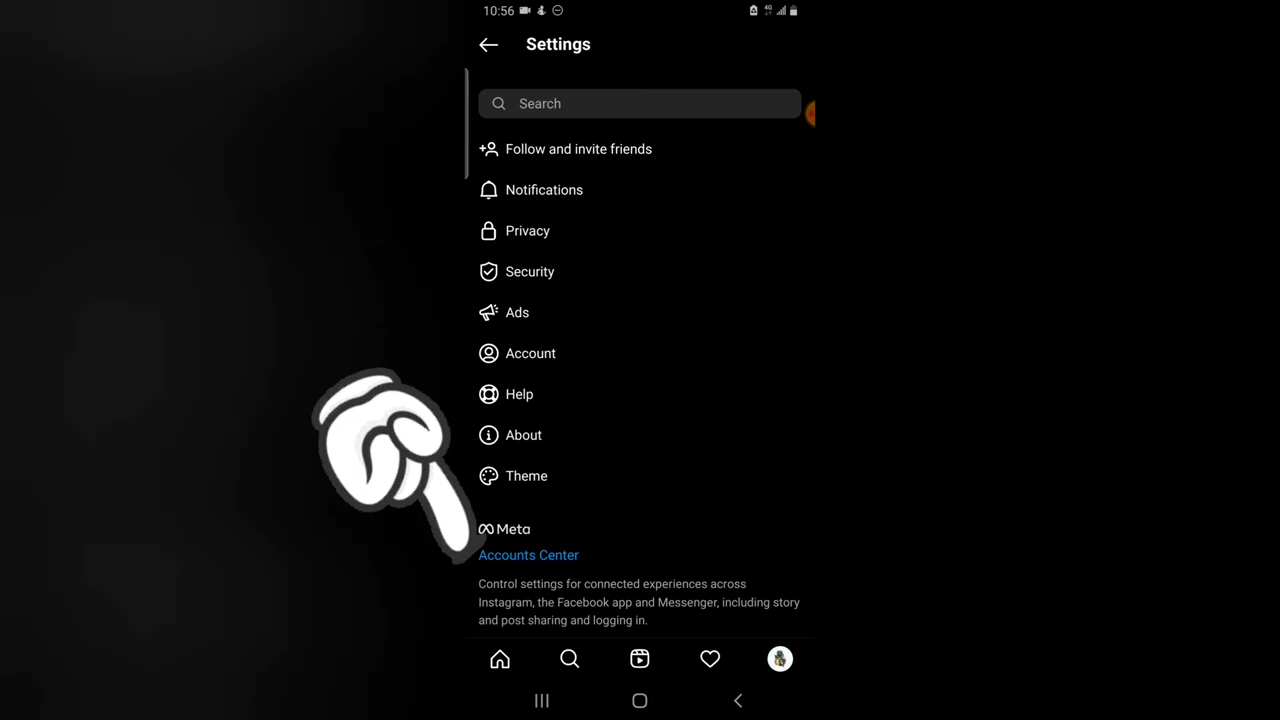 10:56
4G
Settings
Search
Follow and invite friends
Notifications
Privacy
Security
Ads
Account
Help
About
Theme
Meta
Accounts Center
Control settings for connected experiences across
Instagram, the Facebook app and Messenger, including story
and post sharing and logging in.